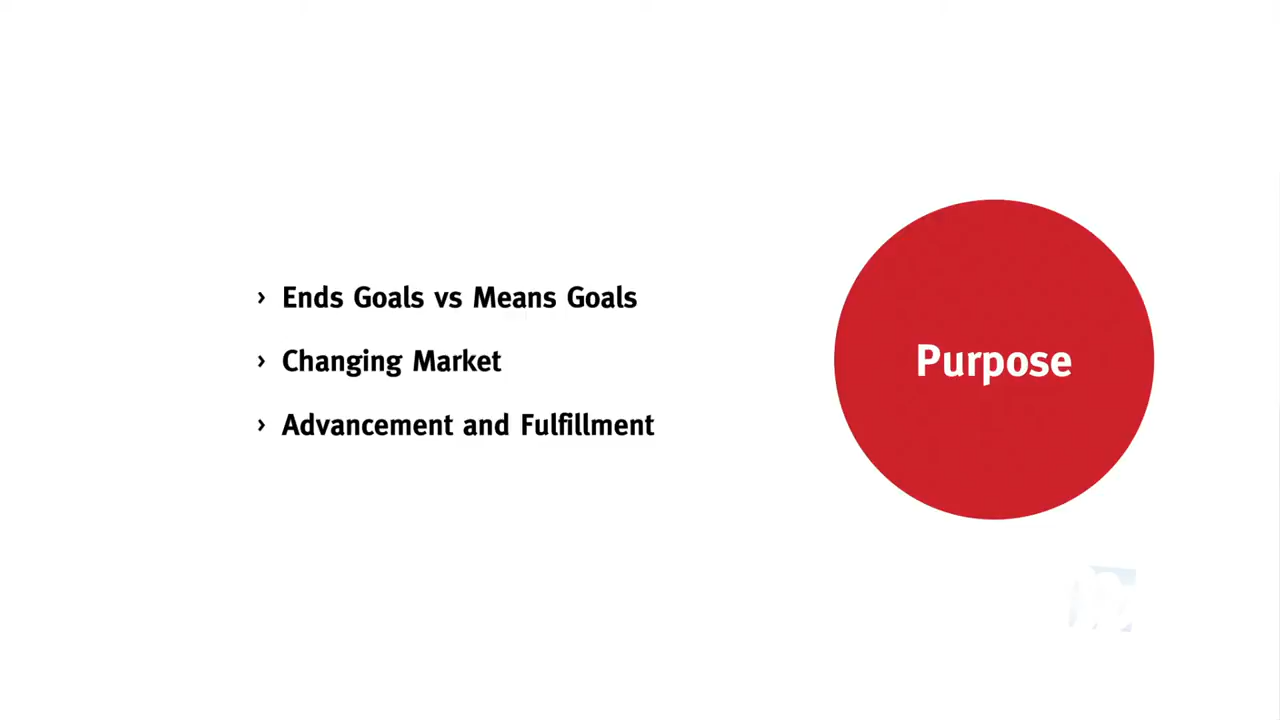 › Ends Goals vs Means Goals
› Changing Market
› Advancement and Fulfillment
Purpose